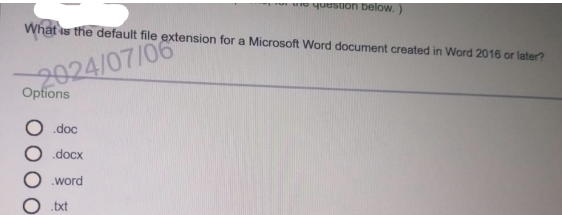 question below. )
What is the default file extension for a Microsoft Word document created in Word 2016 or later?
2024/07/06
Options
.doc
.docx
.word
.txt